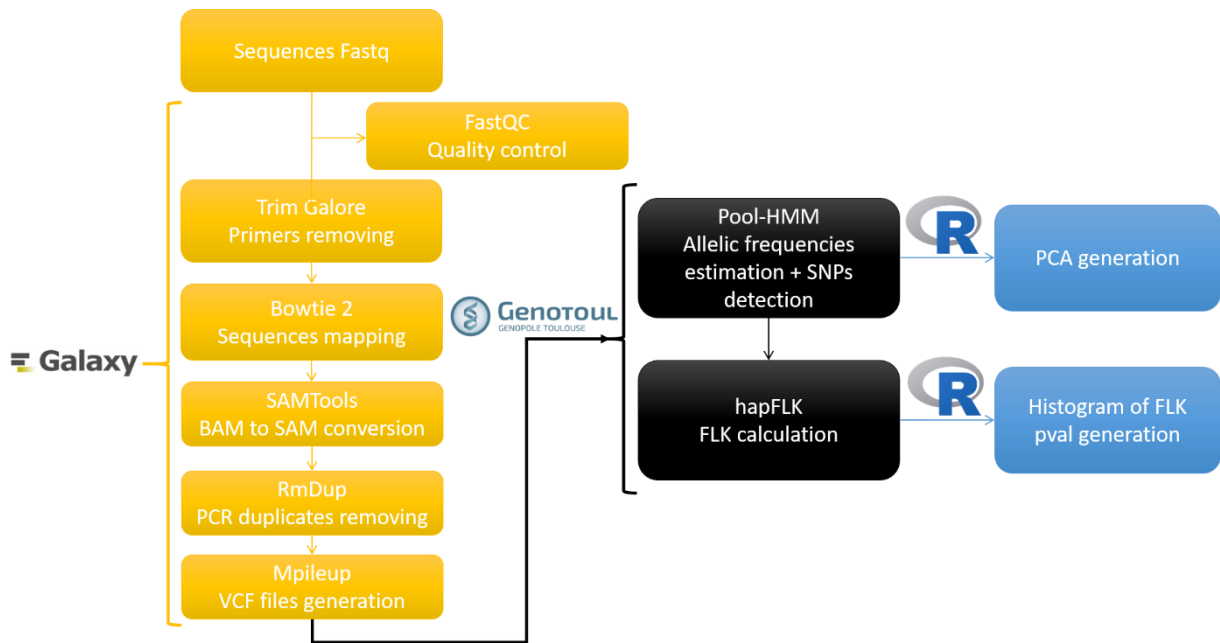 Sequences Fastq
FastQC
Quality control
Trim Galore
Primers removing
Bowtie 2
Sequences mapping
SAMTools
BAM to SAM conversion
RmDup
PCR duplicates removing
Mpileup
VCF files generation
Galaxy
GENOTOUL
GENOPOLE TOULOUSE
Pool-HMM
Allelic frequencies
estimation + SNPs
detection
R
PCA generation
hapFLK
FLK calculation
R
Histogram of FLK
pval generation